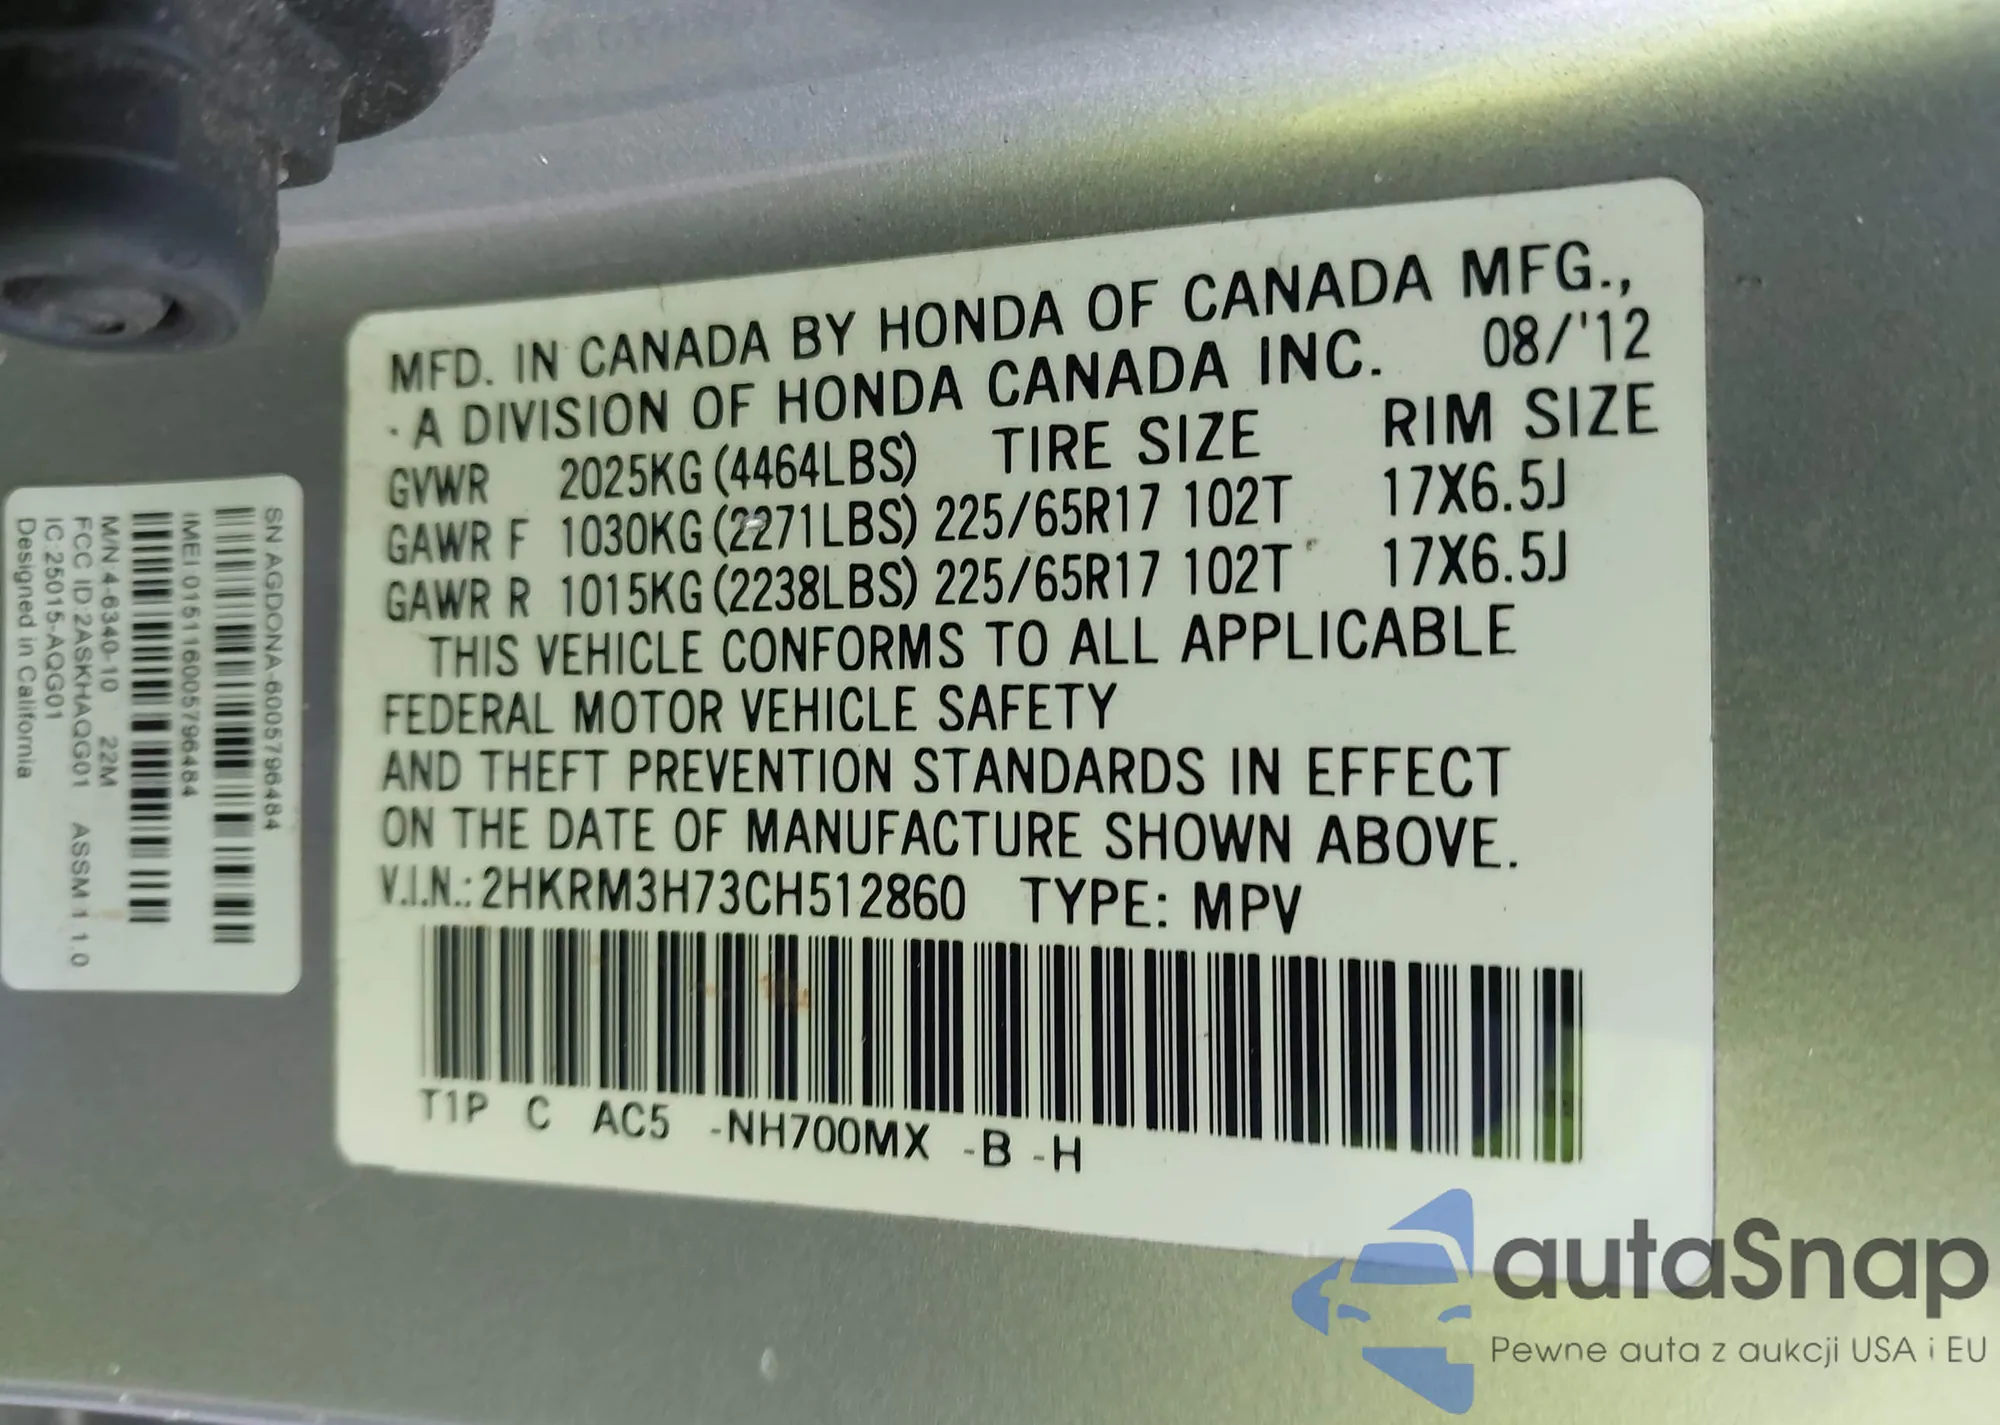 MFD. IN CANADA BY HONDA OF CANADA MFG.,
A DIVISION OF HONDA CANADA INC. 08/'12
GVWR 2025KG (4464LBS) TIRE SIZE RIM SIZE
GAWR F 1030KG (2271LBS) 225/65R17 102T 17X6.5J
GAWR R 1015KG (2238LBS) 225/65R17 102T 17X6.5J
THIS VEHICLE CONFORMS TO ALL APPLICABLE
FEDERAL MOTOR VEHICLE SAFETY
AND THEFT PREVENTION STANDARDS IN EFFECT
ON THE DATE OF MANUFACTURE SHOWN ABOVE.
V.I.N.: 2HKRM3H73CH512860 TYPE: MPV
T1P C AC5 -NH700MX -B -H
SN AGDONA-6005796484
IMEI 015116005796484
M/N 4-6340-10 22M
FCC ID:2ASKHAQGG01 ASSM 1 1.0
IC 25015-AQG01
Designed in California
autaSnap
Pewne auta z aukcji USA i EU